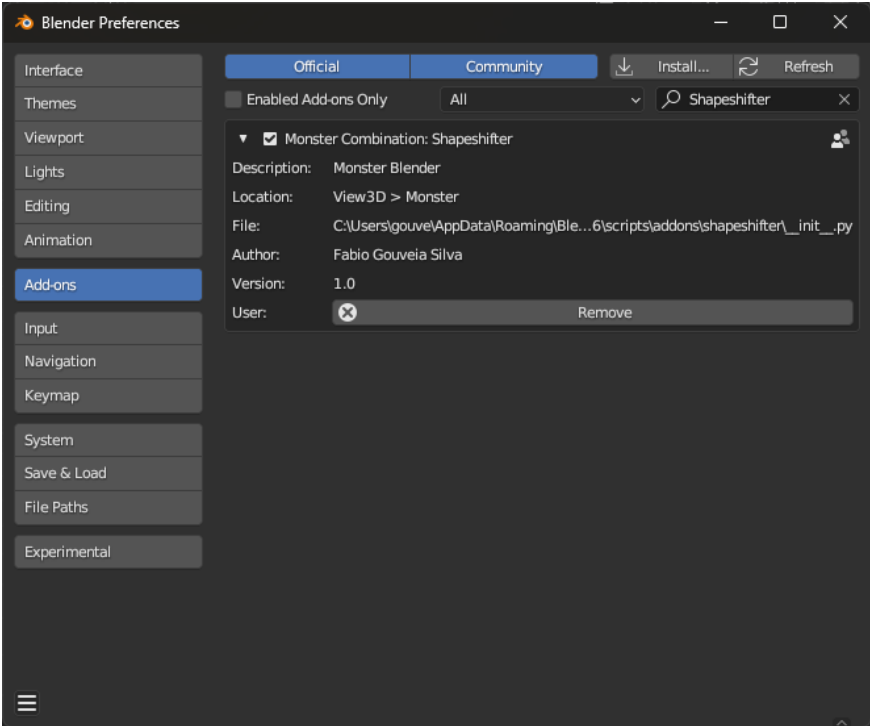 Blender Preferences
Interface
Themes
Viewport
Lights
Editing
Animation
Add-ons
Input
Navigation
Keymap
System
Save & Load
File Paths
Experimental
Official Community Install... Refresh
Enabled Add-ons Only All Shapeshifter
Monster Combination: Shapeshifter
Description: Monster Blender
Location: View3D > Monster
File: C:\Users\gouve\AppData\Roaming\Ble...6\scripts\addons\shapeshifter\__init__.py
Author: Fabio Gouveia Silva
Version: 1.0
User: Remove